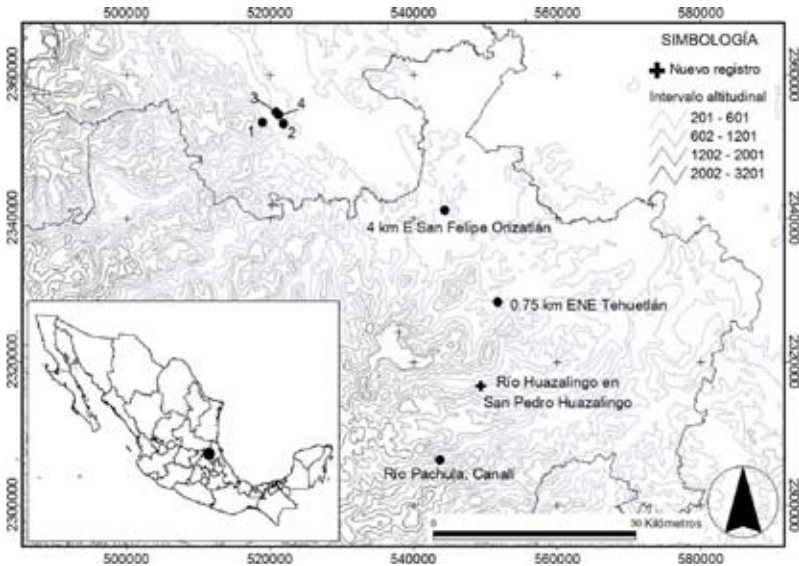 500000 520000 540000 560000 580000
2360000
2340000
2320000
2300000
SIMBOLOGÍA
Nuevo registro
Intervalo altitudinal
201 - 601
602 - 1201
1202 - 2001
2002 - 3201
3
4
1
2
4 km E San Felipe Orizatlán
0.75 km ENE Tehuetlán
Río Huazalingo en
San Pedro Huazalingo
Río Pachula, Canalí
0
30 Kilómetros
2360000
2340000
2320000
2300000
500000 520000 540000 560000 580000